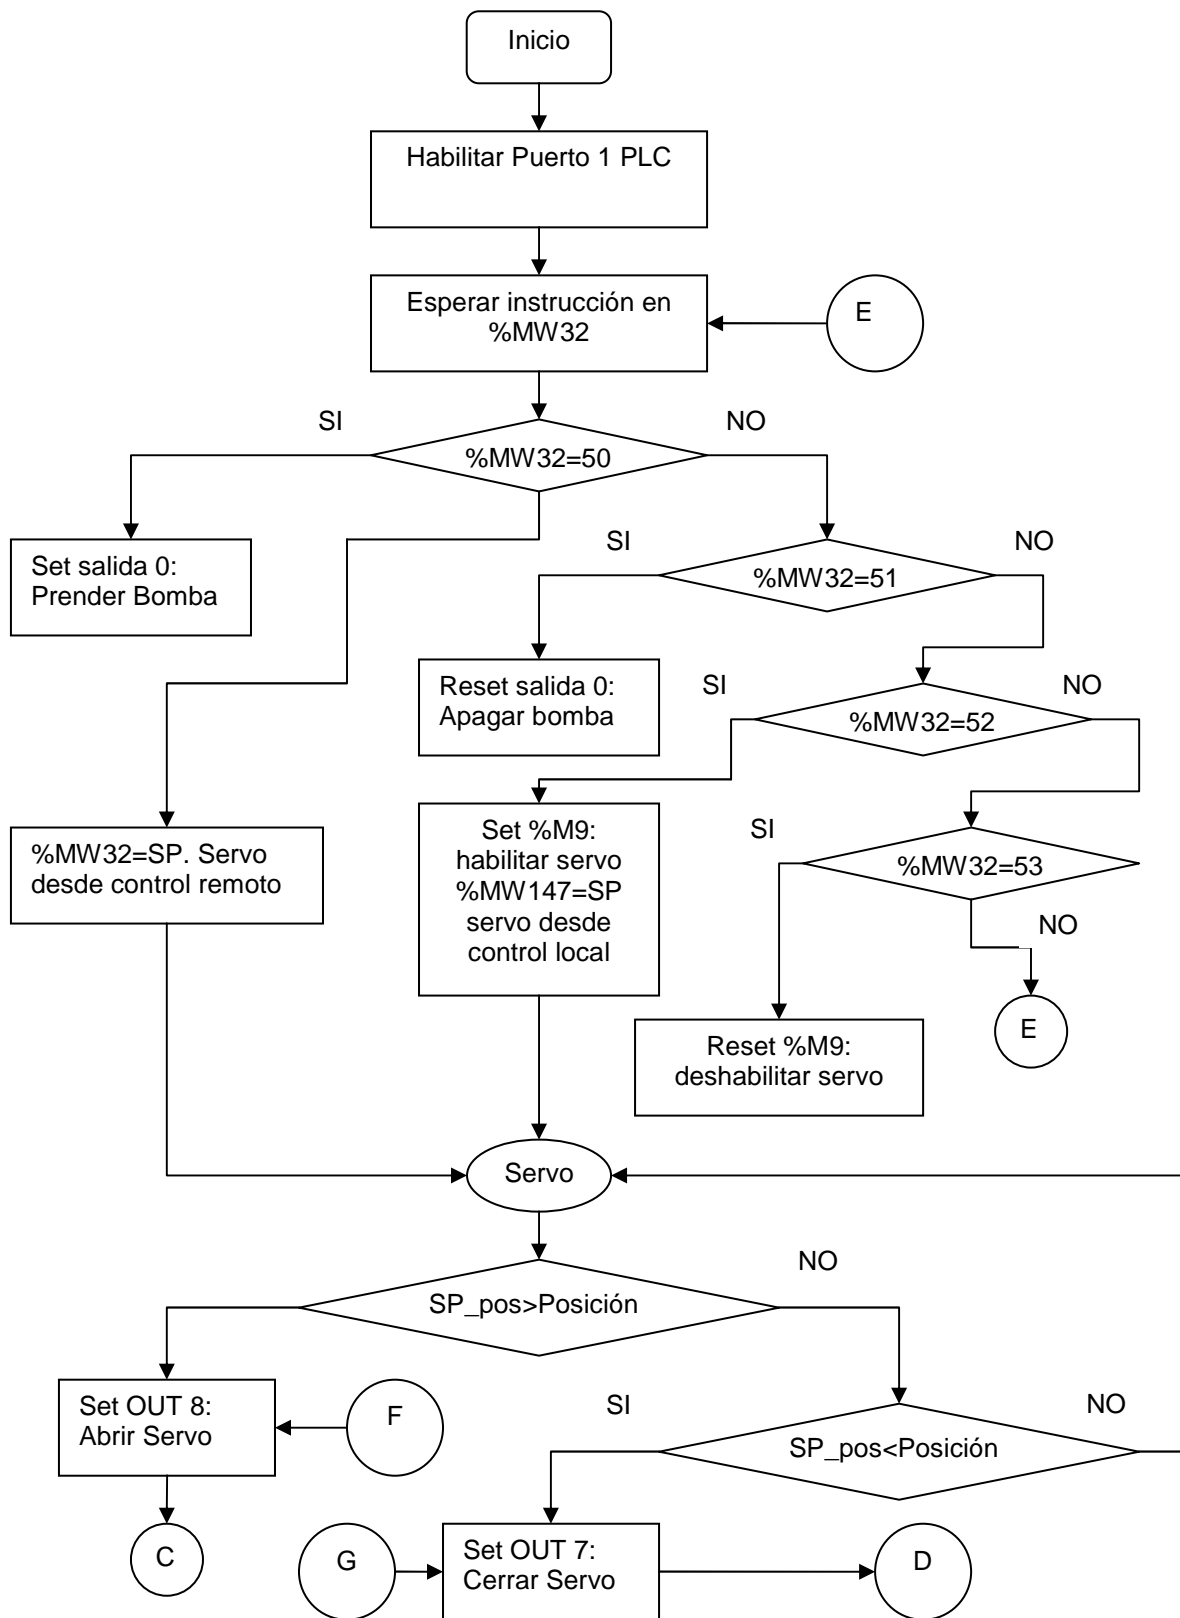 Inicio
Habilitar Puerto 1 PLC
Esperar instrucción en
%MW32
E
SI
NO
%MW32=50
Set salida 0:
Prender Bomba
SI
NO
%MW32=51
Reset salida 0:
Apagar bomba
SI
NO
%MW32=52
%MW32=SP. Servo
desde control remoto
Set %M9:
habilitar servo
%MW147=SP
servo desde
control local
SI
%MW32=53
NO
E
Reset %M9:
deshabilitar servo
Servo
NO
SP_pos>Posición
Set OUT 8:
Abrir Servo
F
SI
NO
SP_pos<Posición
C
G
Set OUT 7:
Cerrar Servo
D